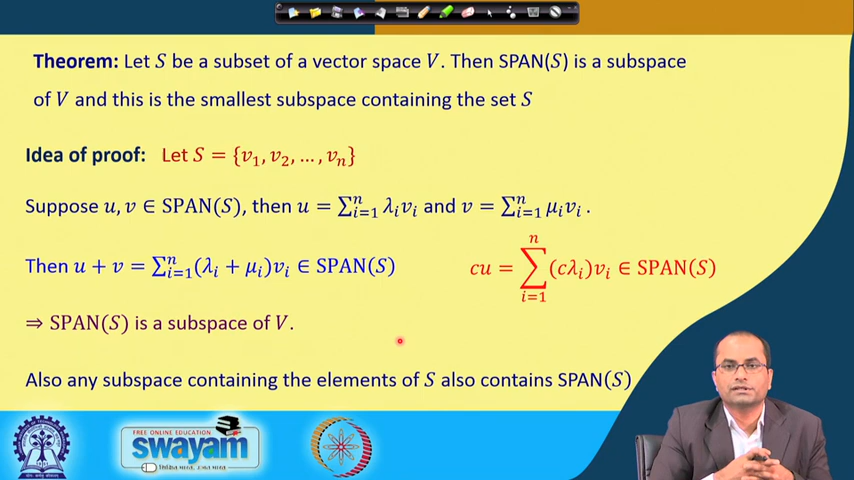 Theorem: Let S be a subset of a vector space V. Then SPAN(S) is a subspace
of V and this is the smallest subspace containing the set S
Idea of proof: Let S = {v₁, v₂, … , vₙ}
Suppose u, v ∈ SPAN(S), then u = ∑ⁿᵢ₌₁ λᵢvᵢ and v = ∑ⁿᵢ₌₁ μᵢvᵢ .
Then u + v = ∑ⁿᵢ₌₁(λᵢ + μᵢ)vᵢ ∈ SPAN(S)
cu = ∑ⁿᵢ₌₁ (cλᵢ)vᵢ ∈ SPAN(S)
⇒ SPAN(S) is a subspace of V.
Also any subspace containing the elements of S also contains SPAN(S)
FREE ONLINE EDUCATION
swayam